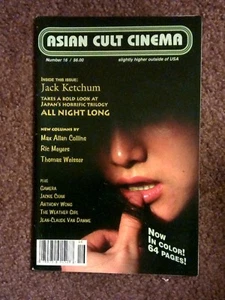 ASIAN CULT CINEMA
Number 18 / $6.00
slightly higher outside of USA
INSIDE THIS ISSUE:
Jack Ketchum
TAKES A BOLD LOOK AT
JAPAN'S HORRIFIC TRILOGY
ALL NIGHT LONG
NEW COLUMNS BY
Max Allan Collins
Ric Meyers
Thomas Weisser
PLUS
GAMERA
JACKIE CHAN
ANTHONY WONG
THE WEATHER GIRL
JEAN-CLAUDE VAN DAMME
NOW
IN COLOR!
64 PAGES!